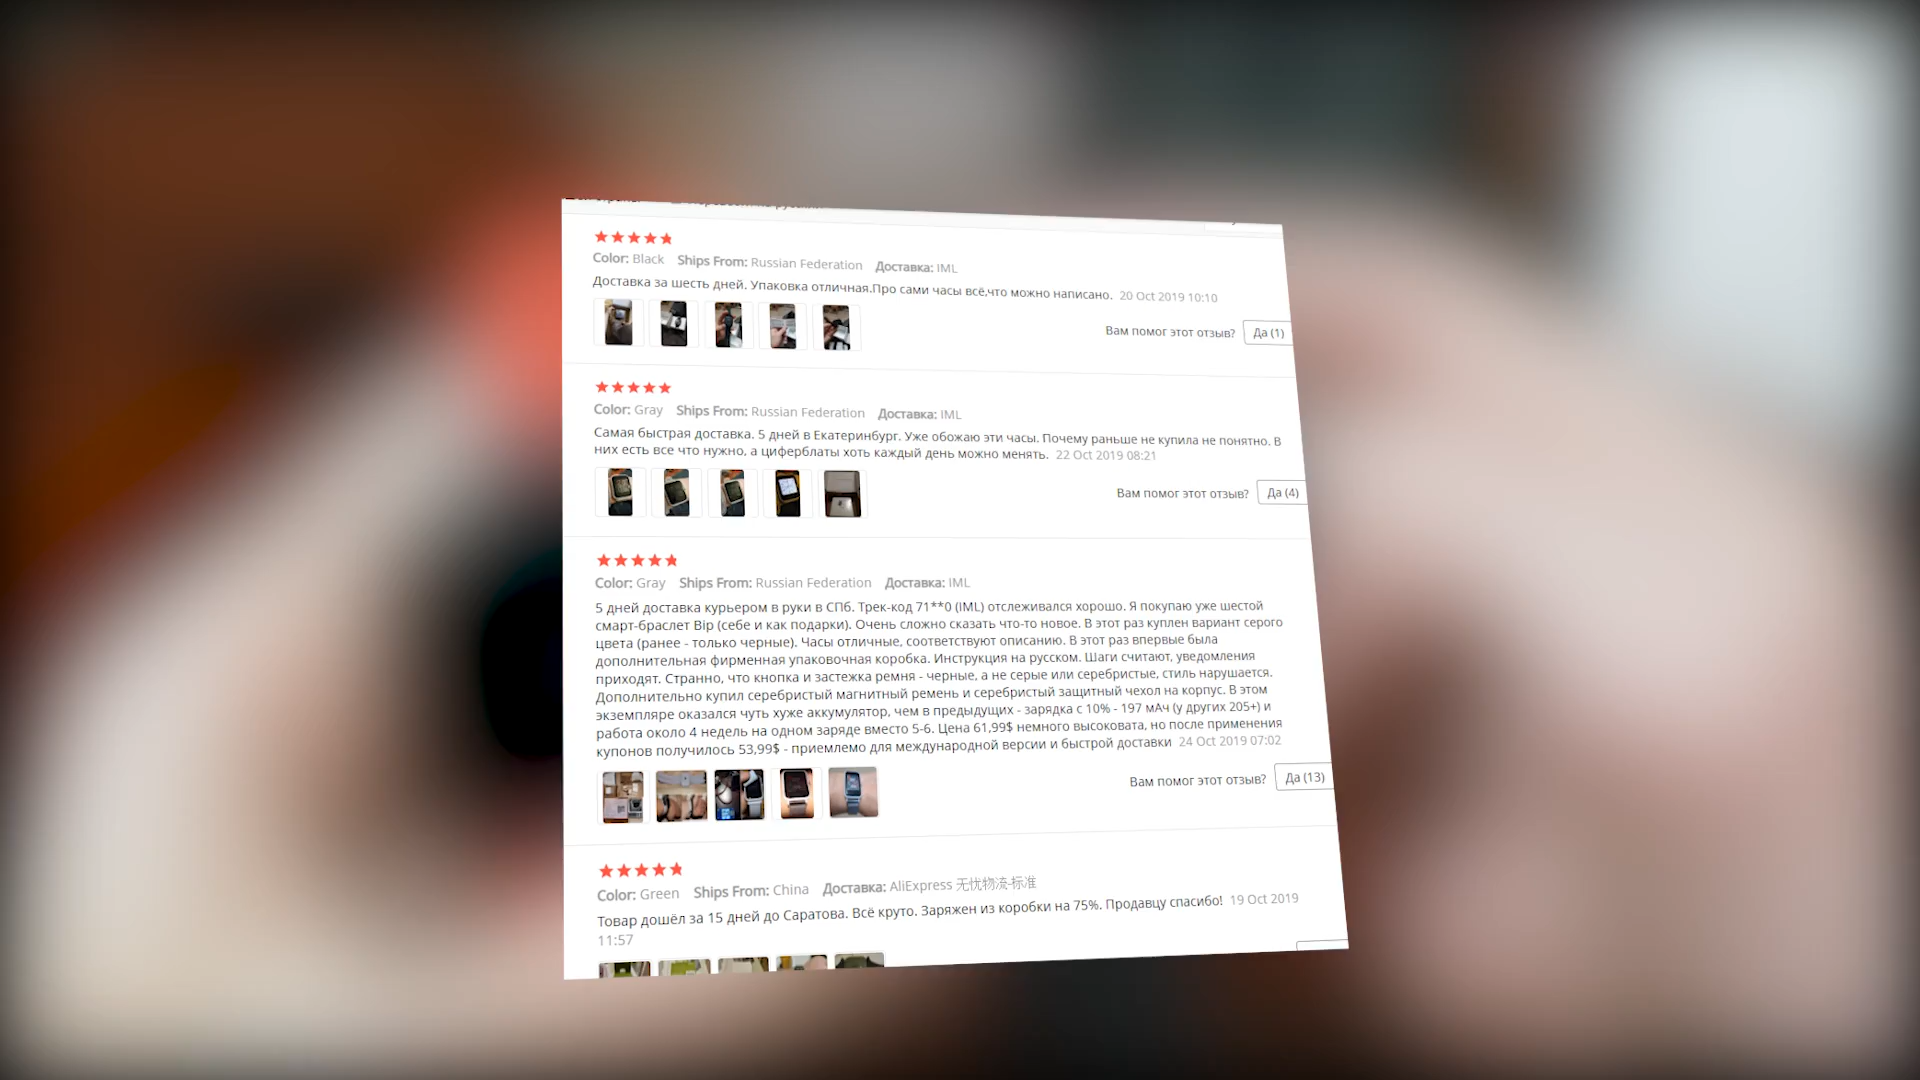 Color: Black Ships From: Russian Federation Доставка: IML
Доставка за шесть дней. Упаковка отличная.Про сами часы всё,что можно написано. 20 Oct 2019 10:10
Вам помог этот отзыв? Да (1)
Color: Gray Ships From: Russian Federation Доставка: IML
Самая быстрая доставка. 5 дней в Екатеринбург. Уже обожаю эти часы. Почему раньше не купила не понятно. В
них есть все что нужно, а циферблаты хоть каждый день можно менять. 22 Oct 2019 08:21
Вам помог этот отзыв? Да (4)
Color: Gray Ships From: Russian Federation Доставка: IML
5 дней доставка курьером в руки в СПб. Трек-код 71**0 (IML) отслеживался хорошо. Я покупаю уже шестой
смарт-браслет Bip (себе и как подарки). Очень сложно сказать что-то новое. В этот раз куплен вариант серого
цвета (ранее - только черные). Часы отличные, соответствуют описанию. В этот раз впервые была
дополнительная фирменная упаковочная коробка. Инструкция на русском. Шаги считают, уведомления
приходят. Странно, что кнопка и застежка ремня - черные, а не серые или серебристые, стиль нарушается.
Дополнительно купил серебристый магнитный ремень и серебристый защитный чехол на корпус. В этом
экземпляре оказался чуть хуже аккумулятор, чем в предыдущих - зарядка с 10% - 197 мАч (у других 205+) и
работа около 4 недель на одном заряде вместо 5-6. Цена 61,99$ немного высоковата, но после применения
купонов получилось 53,99$ - приемлемо для международной версии и быстрой доставки 24 Oct 2019 07:02
Вам помог этот отзыв? Да (13)
Color: Green Ships From: China Доставка: AliExpress 无忧物流-标准
Товар дошёл за 15 дней до Саратова. Всё круто. Заряжен из коробки на 75%. Продавцу спасибо! 19 Oct 2019
11:57